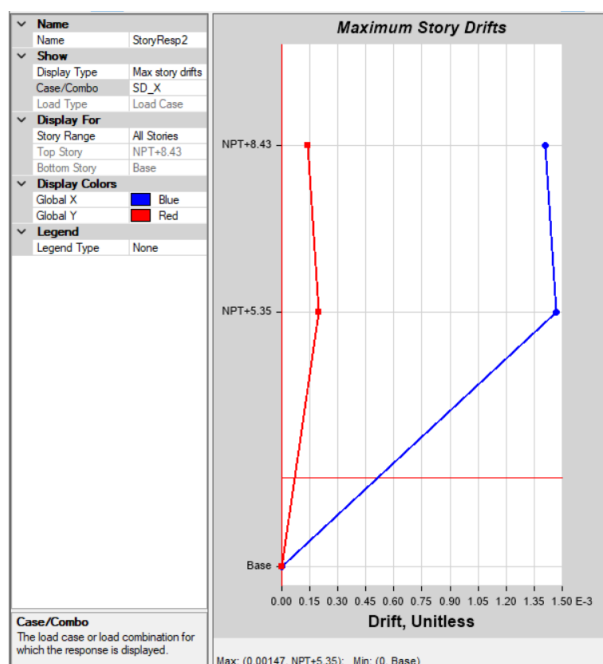 Name
Name StoryResp2
Show
Display Type Max story drifts
Case/Combo SD_X
Load Type Load Case
Display For
Story Range All Stories
Top Story NPT+8.43
Bottom Story Base
Display Colors
Global X Blue
Global Y Red
Legend
Legend Type None
Case/Combo
The load case or load combination for
which the response is displayed.
Maximum Story Drifts
NPT+8.43
NPT+5.35
Base
0.00 0.15 0.30 0.45 0.60 0.75 0.90 1.05 1.20 1.35 1.50 E-3
Drift, Unitless
Max: (0.00147, NPT+5.35); Min: (0, Base)